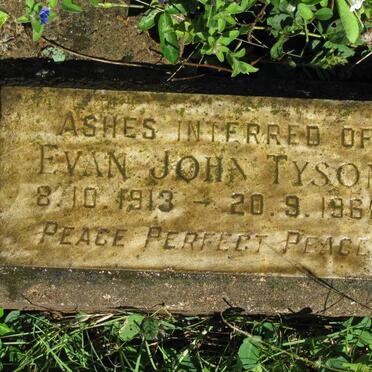 ASHES INTERRED OF
EVAN JOHN TYSON
8.10.1913 – 20.9.196
PEACE PERFECT PEACE